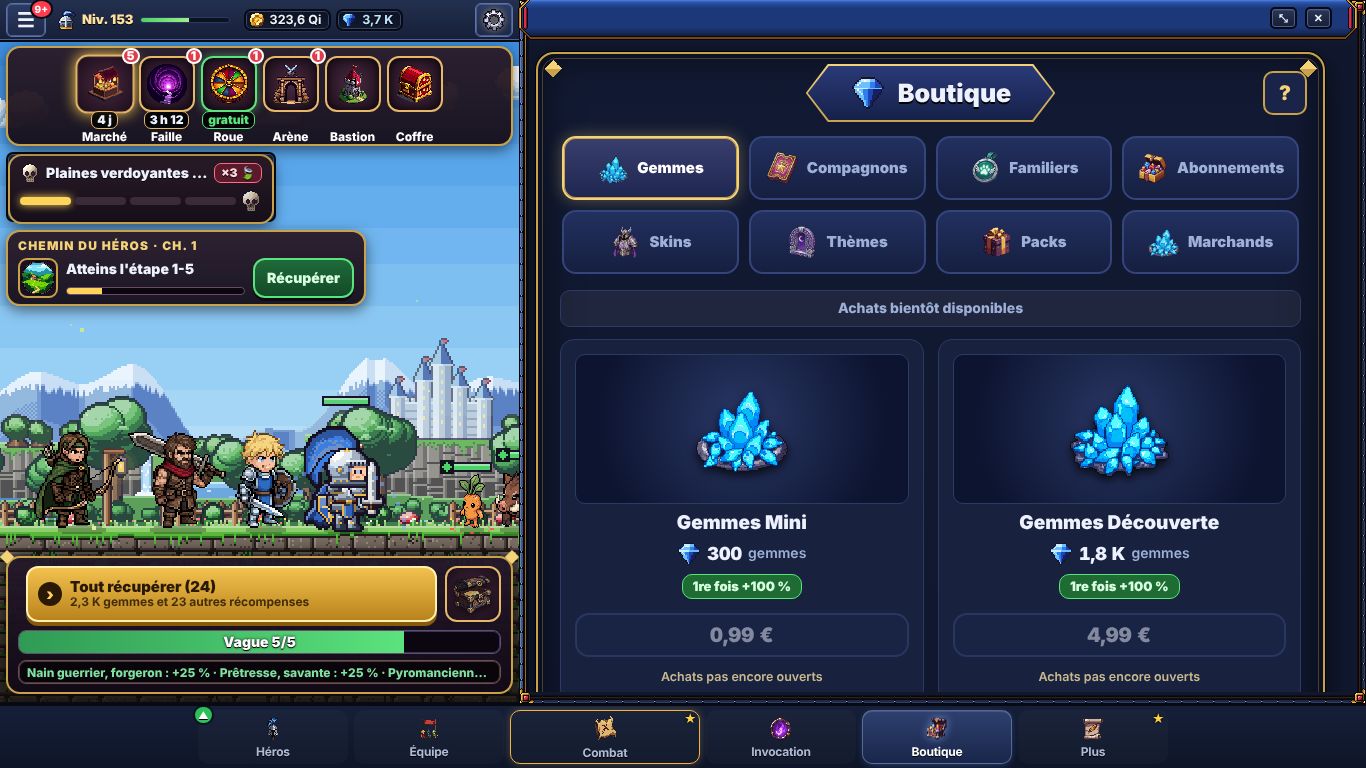 9+
Niv. 153
323,6 Qi
3,7 K
5
1
1
1
4 j
3 h 12
gratuit
Marché
Faille
Roue
Arène
Bastion
Coffre
Plaines verdoyantes ...
×3
CHEMIN DU HÉROS · CH. 1
Atteins l'étape 1-5
Récupérer
Tout récupérer (24)
2,3 K gemmes et 23 autres récompenses
Vague 5/5
Nain guerrier, forgeron : +25 % · Prêtresse, savante : +25 % · Pyromancienn...
Boutique
?
Gemmes
Compagnons
Familiers
Abonnements
Skins
Thèmes
Packs
Marchands
Achats bientôt disponibles
Gemmes Mini
300 gemmes
1re fois +100 %
0,99 €
Achats pas encore ouverts
Gemmes Découverte
1,8 K gemmes
1re fois +100 %
4,99 €
Achats pas encore ouverts
Héros
Équipe
Combat
Invocation
Boutique
Plus